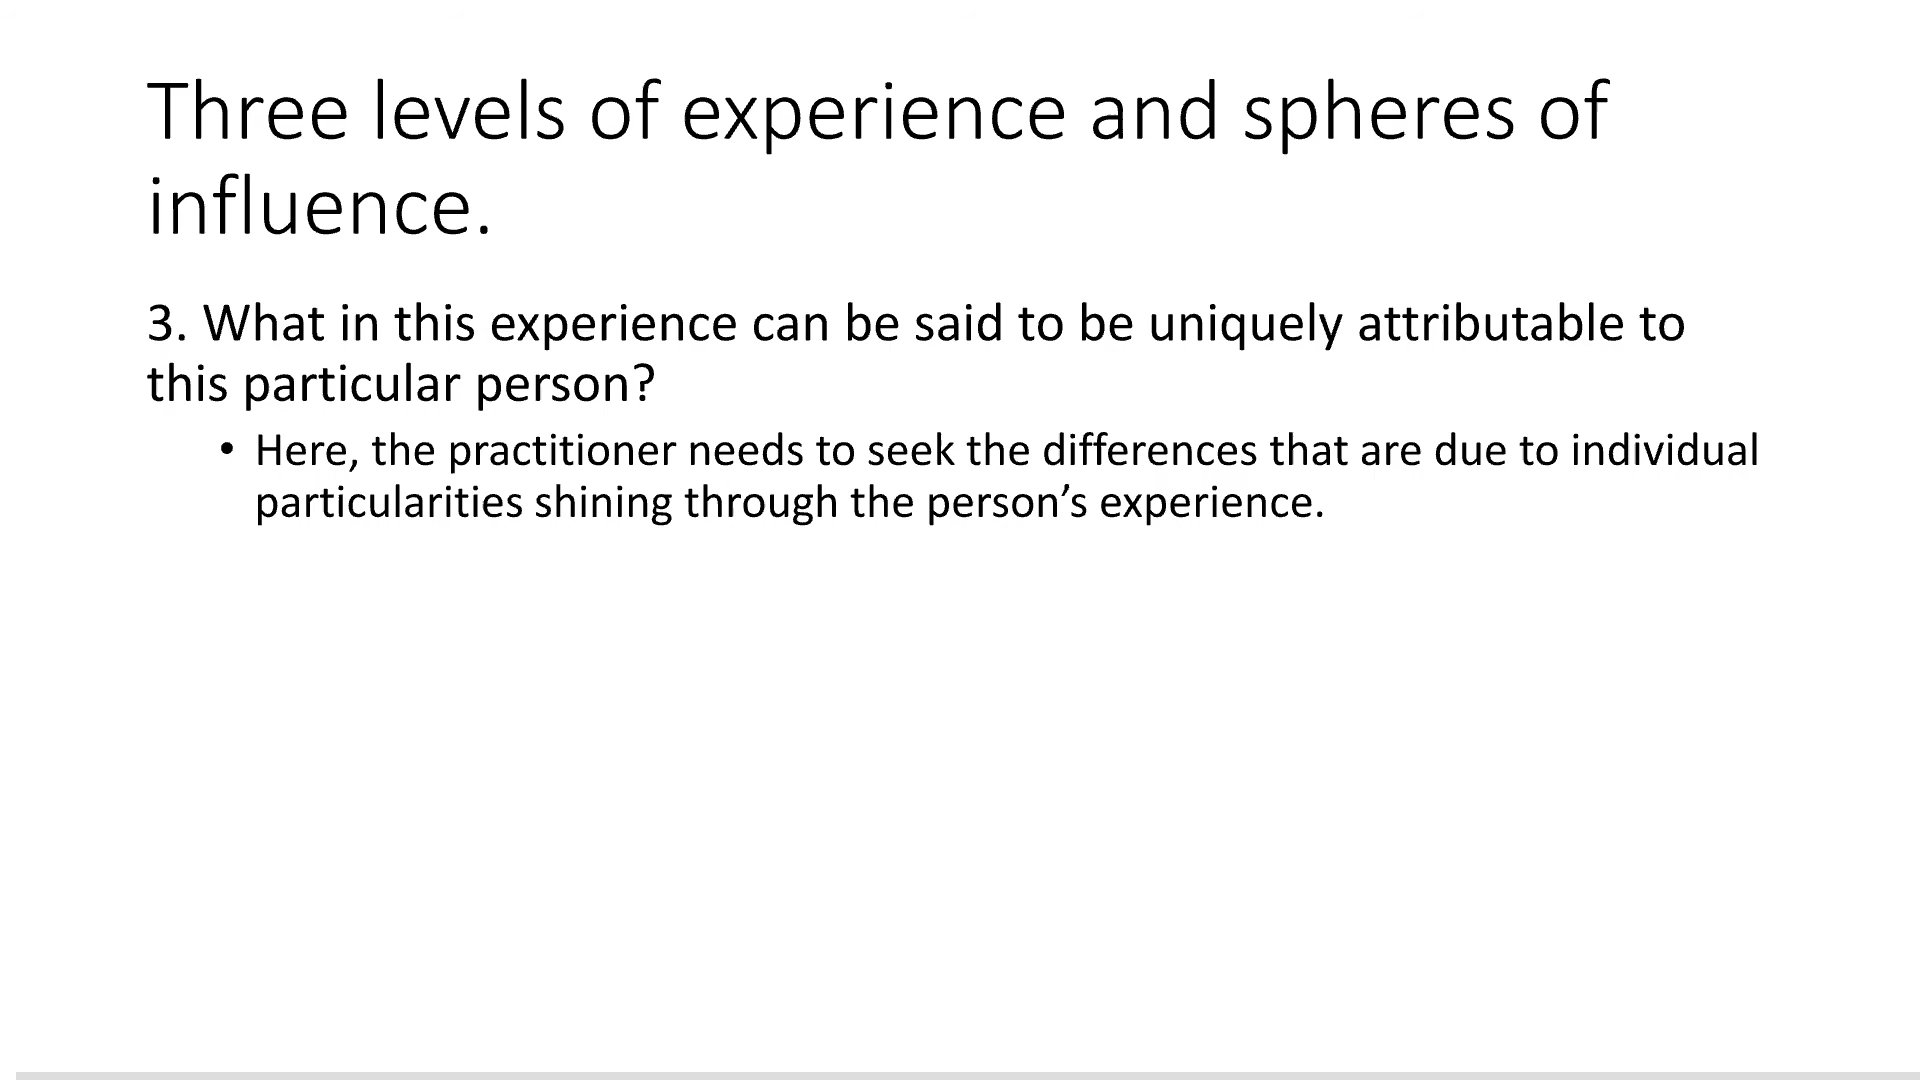 Three levels of experience and spheres of
influence.
3. What in this experience can be said to be uniquely attributable to
this particular person?
• Here, the practitioner needs to seek the differences that are due to individual
particularities shining through the person’s experience.